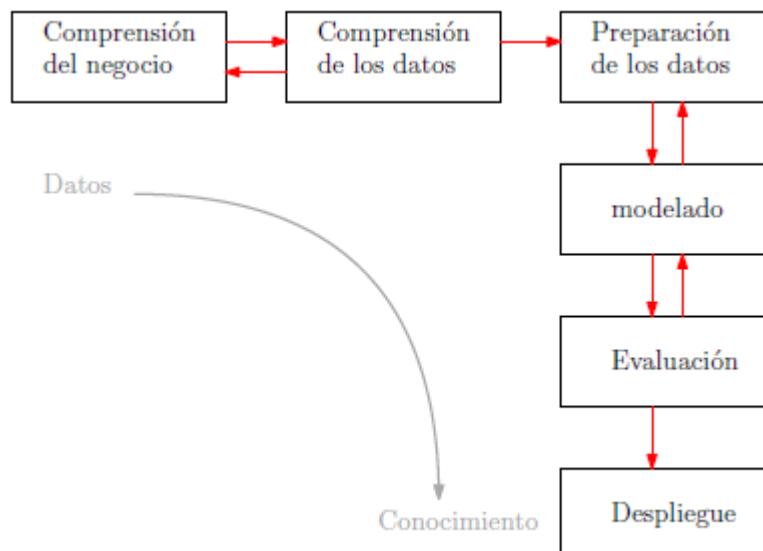 Comprensión
del negocio
Comprensión
de los datos
Preparación
de los datos
Datos
modelado
Evaluación
Conocimiento
Despliegue